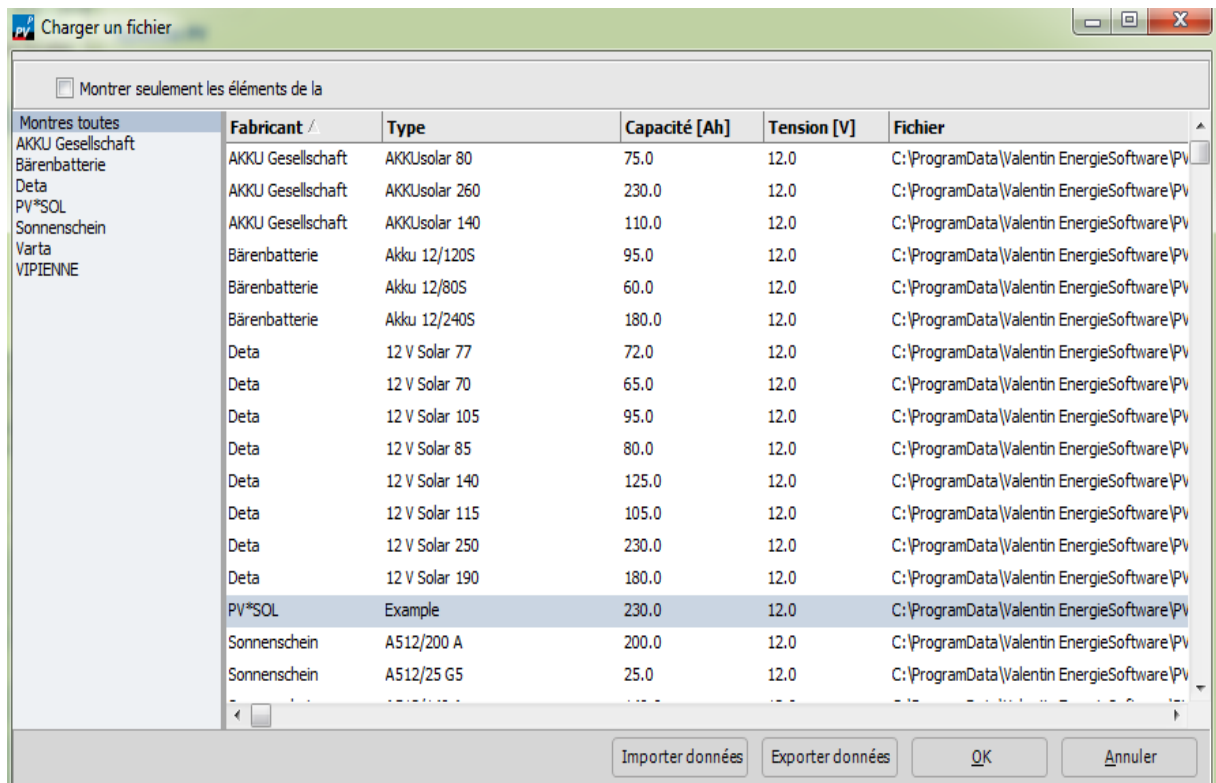 PV Charger un fichier
Montrer seulement les éléments de la
Montres toutes
AKKU Gesellschaft
Bärenbatterie
Deta
PV*SOL
Sonnenschein
Varta
VIPIENNE
Fabricant Type Capacité [Ah] Tension [V] Fichier
AKKU Gesellschaft AKKUsolar 80 75.0 12.0 C:\ProgramData\Valentin EnergieSoftware\PV
AKKU Gesellschaft AKKUsolar 260 230.0 12.0 C:\ProgramData\Valentin EnergieSoftware\PV
AKKU Gesellschaft AKKUsolar 140 110.0 12.0 C:\ProgramData\Valentin EnergieSoftware\PV
Bärenbatterie Akku 12/120S 95.0 12.0 C:\ProgramData\Valentin EnergieSoftware\PV
Bärenbatterie Akku 12/80S 60.0 12.0 C:\ProgramData\Valentin EnergieSoftware\PV
Bärenbatterie Akku 12/240S 180.0 12.0 C:\ProgramData\Valentin EnergieSoftware\PV
Deta 12 V Solar 77 72.0 12.0 C:\ProgramData\Valentin EnergieSoftware\PV
Deta 12 V Solar 70 65.0 12.0 C:\ProgramData\Valentin EnergieSoftware\PV
Deta 12 V Solar 105 95.0 12.0 C:\ProgramData\Valentin EnergieSoftware\PV
Deta 12 V Solar 85 80.0 12.0 C:\ProgramData\Valentin EnergieSoftware\PV
Deta 12 V Solar 140 125.0 12.0 C:\ProgramData\Valentin EnergieSoftware\PV
Deta 12 V Solar 115 105.0 12.0 C:\ProgramData\Valentin EnergieSoftware\PV
Deta 12 V Solar 250 230.0 12.0 C:\ProgramData\Valentin EnergieSoftware\PV
Deta 12 V Solar 190 180.0 12.0 C:\ProgramData\Valentin EnergieSoftware\PV
PV*SOL Example 230.0 12.0 C:\ProgramData\Valentin EnergieSoftware\PV
Sonnenschein A512/200 A 200.0 12.0 C:\ProgramData\Valentin EnergieSoftware\PV
Sonnenschein A512/25 G5 25.0 12.0 C:\ProgramData\Valentin EnergieSoftware\PV
Importer données Exporter données OK Annuler